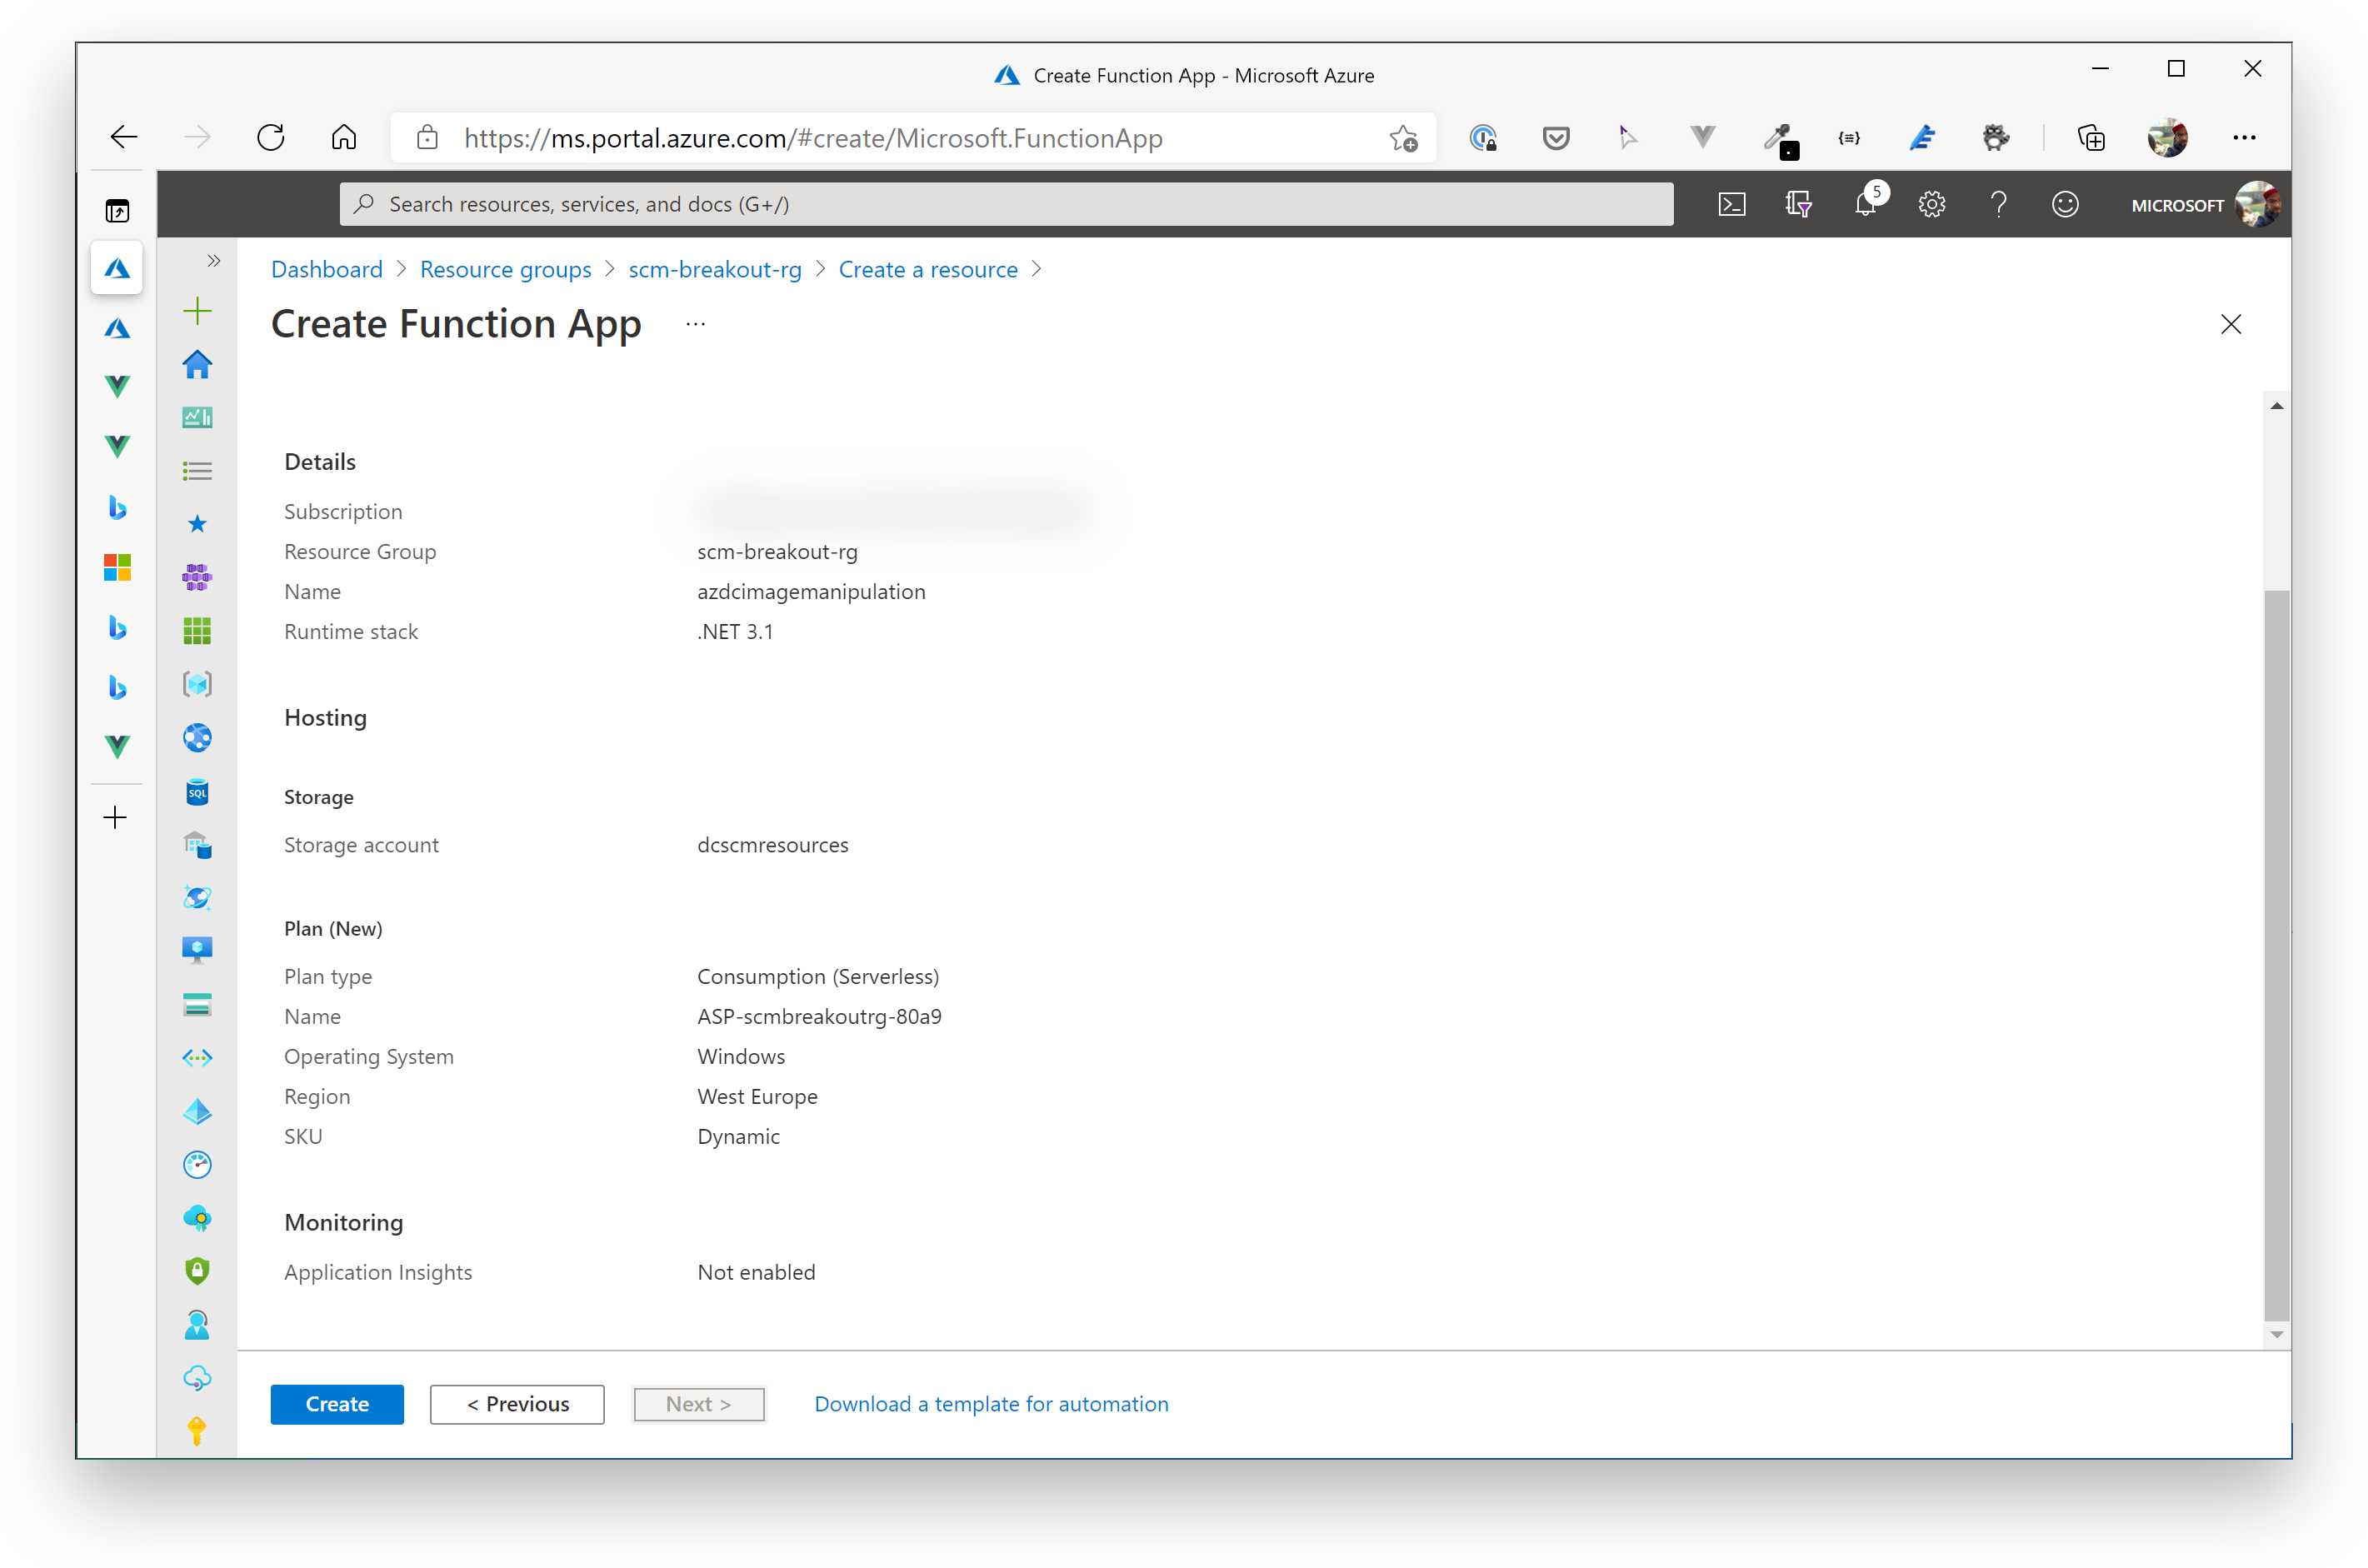 Create Function App - Microsoft Azure
https://ms.portal.azure.com/#create/Microsoft.FunctionApp
Search resources, services, and docs (G+/)
5
MICROSOFT
Dashboard > Resource groups > scm-breakout-rg > Create a resource >
Create Function App ...
Details
Subscription
Resource Group scm-breakout-rg
Name azdcimagemanipulation
Runtime stack .NET 3.1
Hosting
Storage
Storage account dcscmresources
Plan (New)
Plan type Consumption (Serverless)
Name ASP-scmbreakoutrg-80a9
Operating System Windows
Region West Europe
SKU Dynamic
Monitoring
Application Insights Not enabled
SQL
Create < Previous Next > Download a template for automation